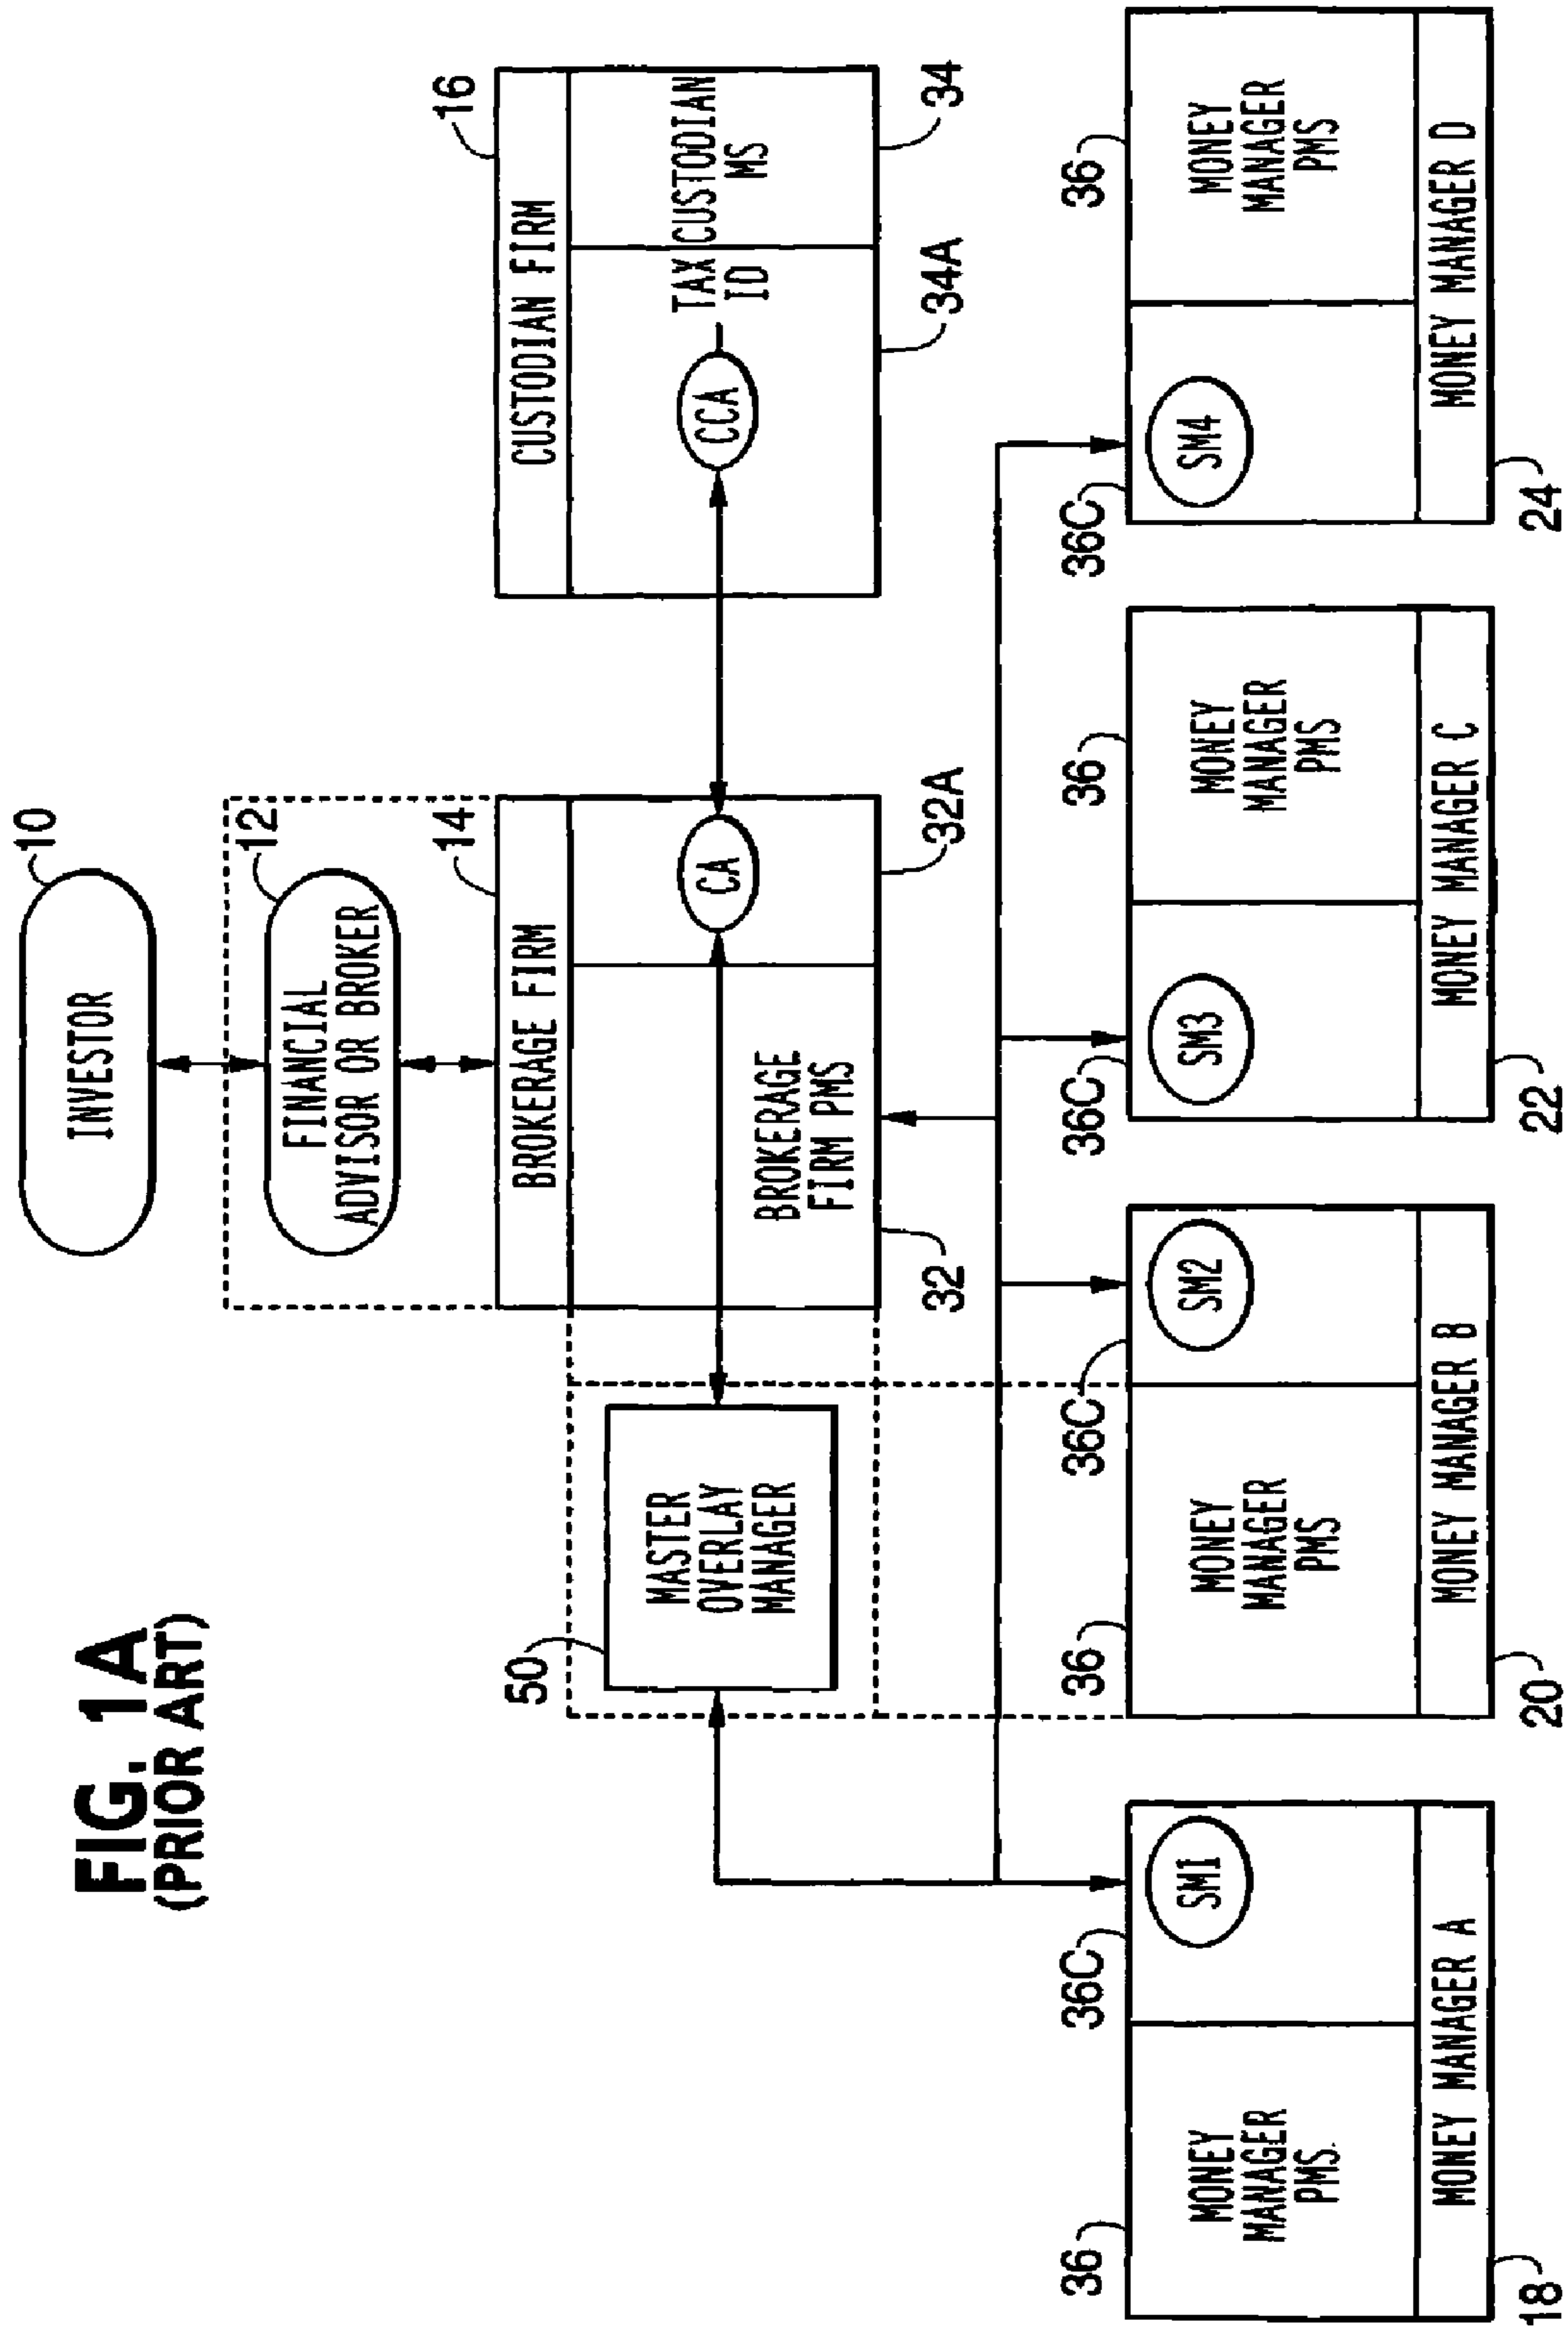 FIG. 1A
(PRIOR ART)
10
INVESTOR
12
FINANCIAL
ADVISOR OR BROKER
14
BROKERAGE FIRM
CA
BROKERAGE
FIRM PMS
32
32A
50
MASTER
OVERLAY
MANAGER
16
CUSTODIAN FIRM
CCA
TAX
ID
CUSTODIAN
MS
34A
34
36
36C
MONEY
MANAGER
PMS
SM1
MONEY MANAGER A
18
36
36C
MONEY
MANAGER
PMS
SM2
MONEY MANAGER B
20
36C
36
SM3
MONEY
MANAGER
PMS
MONEY MANAGER C
22
36C
36
SM4
MONEY
MANAGER
PMS
MONEY MANAGER D
24